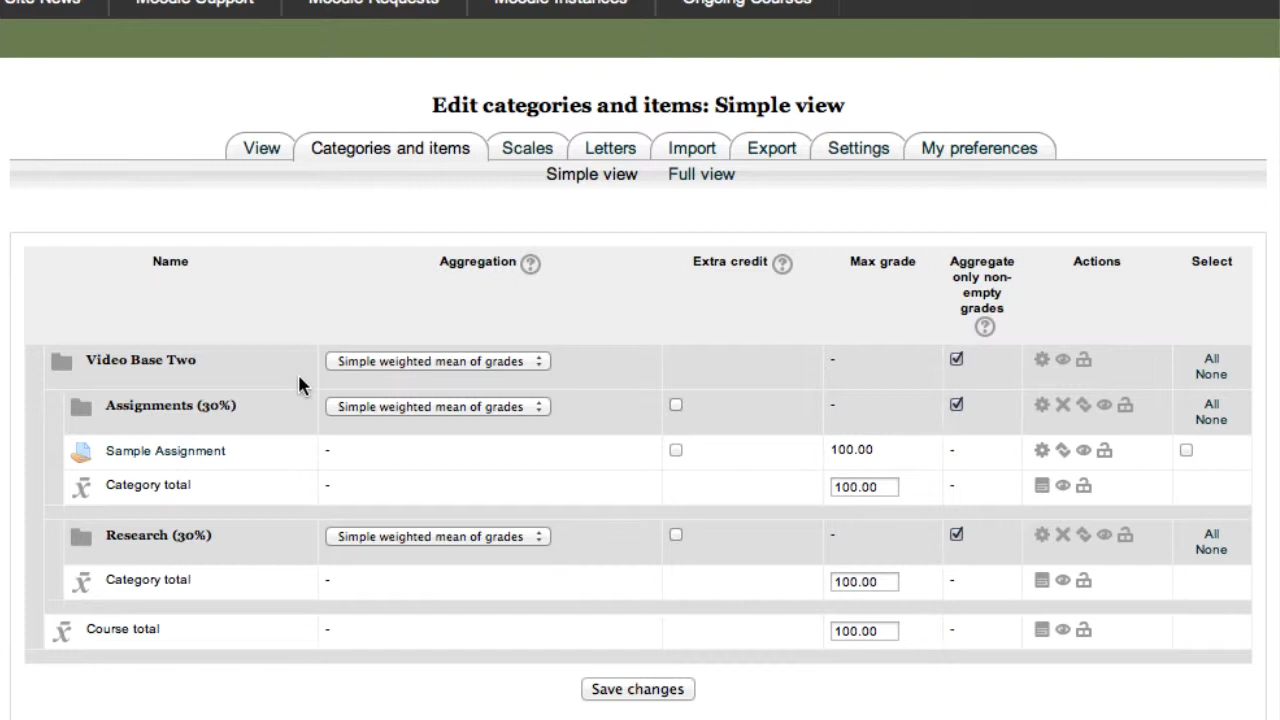 Site News Moodle Support Moodle Requests Moodle Instances Ongoing Courses
Edit categories and items: Simple view
View Categories and items Scales Letters Import Export Settings My preferences
Simple view Full view
Name Aggregation ? Extra credit ? Max grade Aggregate only non-empty grades ? Actions Select
Video Base Two Simple weighted mean of grades - All None
Assignments (30%) Simple weighted mean of grades - All None
Sample Assignment - 100.00 -
x̄ Category total - 100.00 -
Research (30%) Simple weighted mean of grades - All None
x̄ Category total - 100.00 -
x̄ Course total - 100.00 -
Save changes